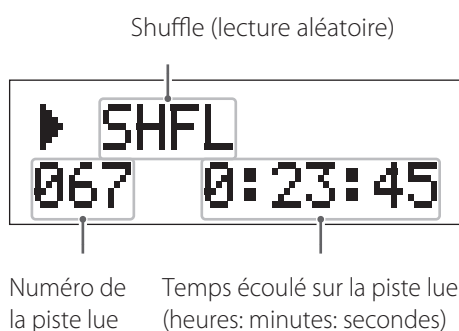 Shuffle (lecture aléatoire)
SHFL
067 0:23:45
Numéro de
la piste lue
Temps écoulé sur la piste lue
(heures: minutes: secondes)